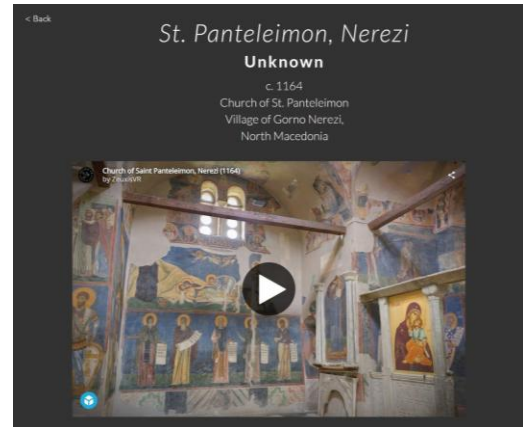 < Back
St. Panteleimon, Nerezi
Unknown
c. 1164
Church of St. Panteleimon
Village of Gorno Nerezi,
North Macedonia
Church of Saint Panteleimon, Nerezi (1164)
by ZeuxisVR